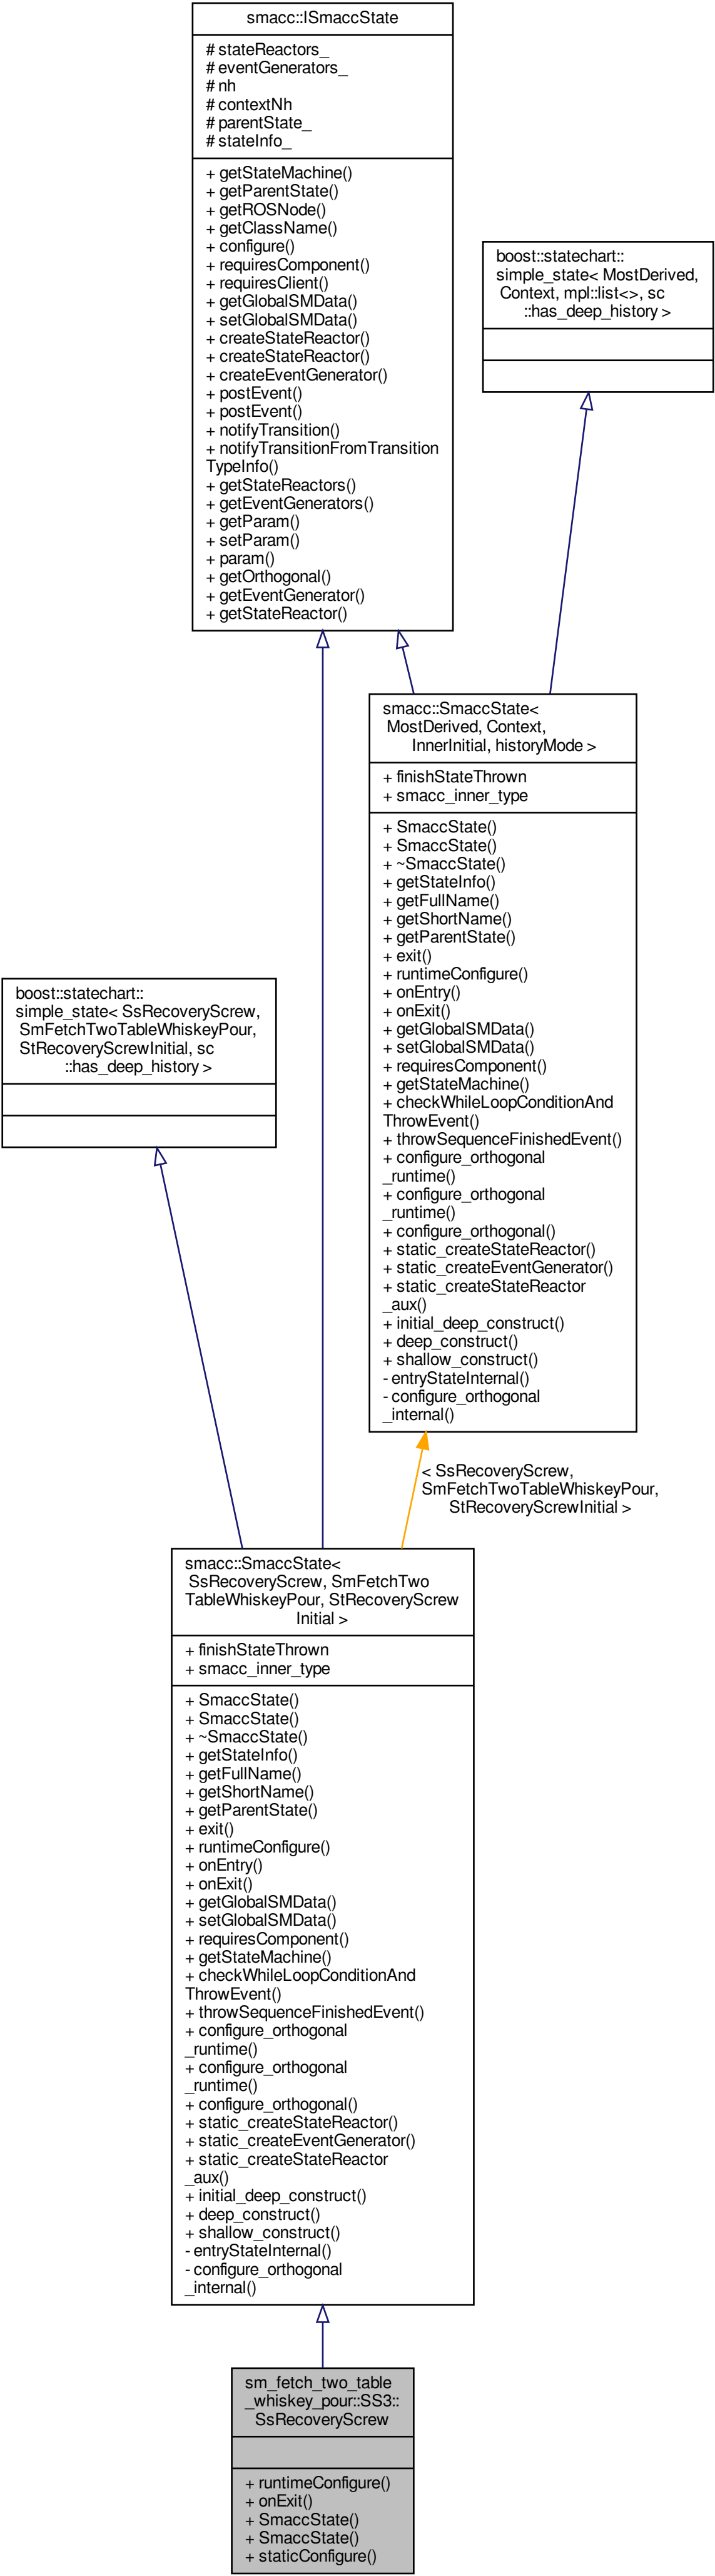 smacc::ISmaccState
# stateReactors_
# eventGenerators_
# nh
# contextNh
# parentState_
# stateInfo_
+ getStateMachine()
+ getParentState()
+ getROSNode()
+ getClassName()
+ configure()
+ requiresComponent()
+ requiresClient()
+ getGlobalSMData()
+ setGlobalSMData()
+ createStateReactor()
+ createStateReactor()
+ createEventGenerator()
+ postEvent()
+ postEvent()
+ notifyTransition()
+ notifyTransitionFromTransition
TypeInfo()
+ getStateReactors()
+ getEventGenerators()
+ getParam()
+ setParam()
+ param()
+ getOrthogonal()
+ getEventGenerator()
+ getStateReactor()
boost::statechart::
simple_state< MostDerived,
Context, mpl::list<>, sc
::has_deep_history >
smacc::SmaccState<
MostDerived, Context,
InnerInitial, historyMode >
+ finishStateThrown
+ smacc_inner_type
+ SmaccState()
+ SmaccState()
+ ~SmaccState()
+ getStateInfo()
+ getFullName()
+ getShortName()
+ getParentState()
+ exit()
+ runtimeConfigure()
+ onEntry()
+ onExit()
+ getGlobalSMData()
+ setGlobalSMData()
+ requiresComponent()
+ getStateMachine()
+ checkWhileLoopConditionAnd
ThrowEvent()
+ throwSequenceFinishedEvent()
+ configure_orthogonal
_runtime()
+ configure_orthogonal
_runtime()
+ configure_orthogonal()
+ static_createStateReactor()
+ static_createEventGenerator()
+ static_createStateReactor
_aux()
+ initial_deep_construct()
+ deep_construct()
+ shallow_construct()
- entryStateInternal()
- configure_orthogonal
_internal()
boost::statechart::
simple_state< SsRecoveryScrew,
SmFetchTwoTableWhiskeyPour,
StRecoveryScrewInitial, sc
::has_deep_history >
< SsRecoveryScrew,
SmFetchTwoTableWhiskeyPour,
StRecoveryScrewInitial >
smacc::SmaccState<
SsRecoveryScrew, SmFetchTwo
TableWhiskeyPour, StRecoveryScrew
Initial >
+ finishStateThrown
+ smacc_inner_type
+ SmaccState()
+ SmaccState()
+ ~SmaccState()
+ getStateInfo()
+ getFullName()
+ getShortName()
+ getParentState()
+ exit()
+ runtimeConfigure()
+ onEntry()
+ onExit()
+ getGlobalSMData()
+ setGlobalSMData()
+ requiresComponent()
+ getStateMachine()
+ checkWhileLoopConditionAnd
ThrowEvent()
+ throwSequenceFinishedEvent()
+ configure_orthogonal
_runtime()
+ configure_orthogonal
_runtime()
+ configure_orthogonal()
+ static_createStateReactor()
+ static_createEventGenerator()
+ static_createStateReactor
_aux()
+ initial_deep_construct()
+ deep_construct()
+ shallow_construct()
- entryStateInternal()
- configure_orthogonal
_internal()
sm_fetch_two_table
_whiskey_pour::SS3::
SsRecoveryScrew
+ runtimeConfigure()
+ onExit()
+ SmaccState()
+ SmaccState()
+ staticConfigure()